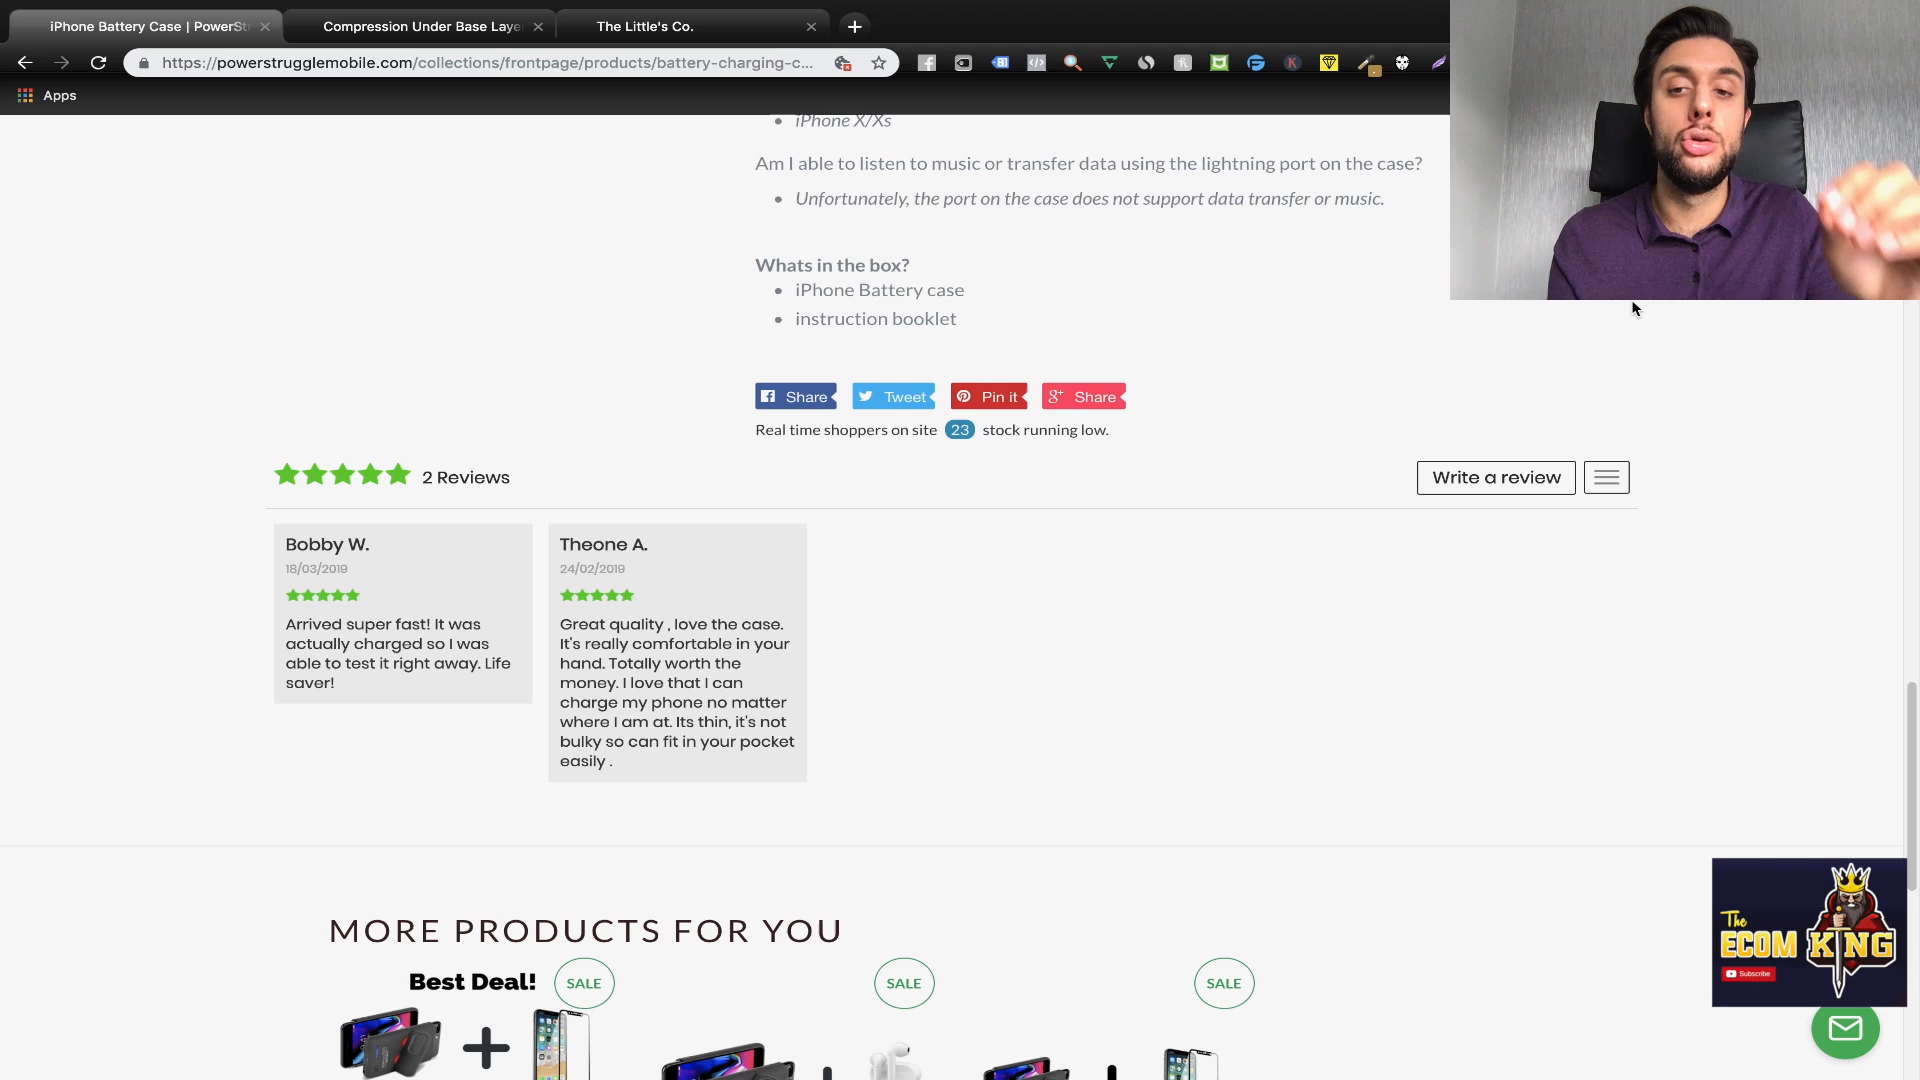 iPhone Battery Case | PowerSt
Compression Under Base Laye
The Little's Co.
https://powerstrugglemobile.com/collections/frontpage/products/battery-charging-c...
Apps
iPhone X/Xs
Am I able to listen to music or transfer data using the lightning port on the case?
Unfortunately, the port on the case does not support data transfer or music.
Whats in the box?
iPhone Battery case
instruction booklet
Share
Tweet
Pin it
Share
Real time shoppers on site 23 stock running low.
2 Reviews
Write a review
Bobby W.
18/03/2019
Arrived super fast! It was
actually charged so I was
able to test it right away. Life
saver!
Theone A.
24/02/2019
Great quality , love the case.
It's really comfortable in your
hand. Totally worth the
money. I love that I can
charge my phone no matter
where I am at. Its thin, it's not
bulky so can fit in your pocket
easily .
MORE PRODUCTS FOR YOU
Best Deal!
SALE
SALE
SALE
The
ECOM KING
Subscribe